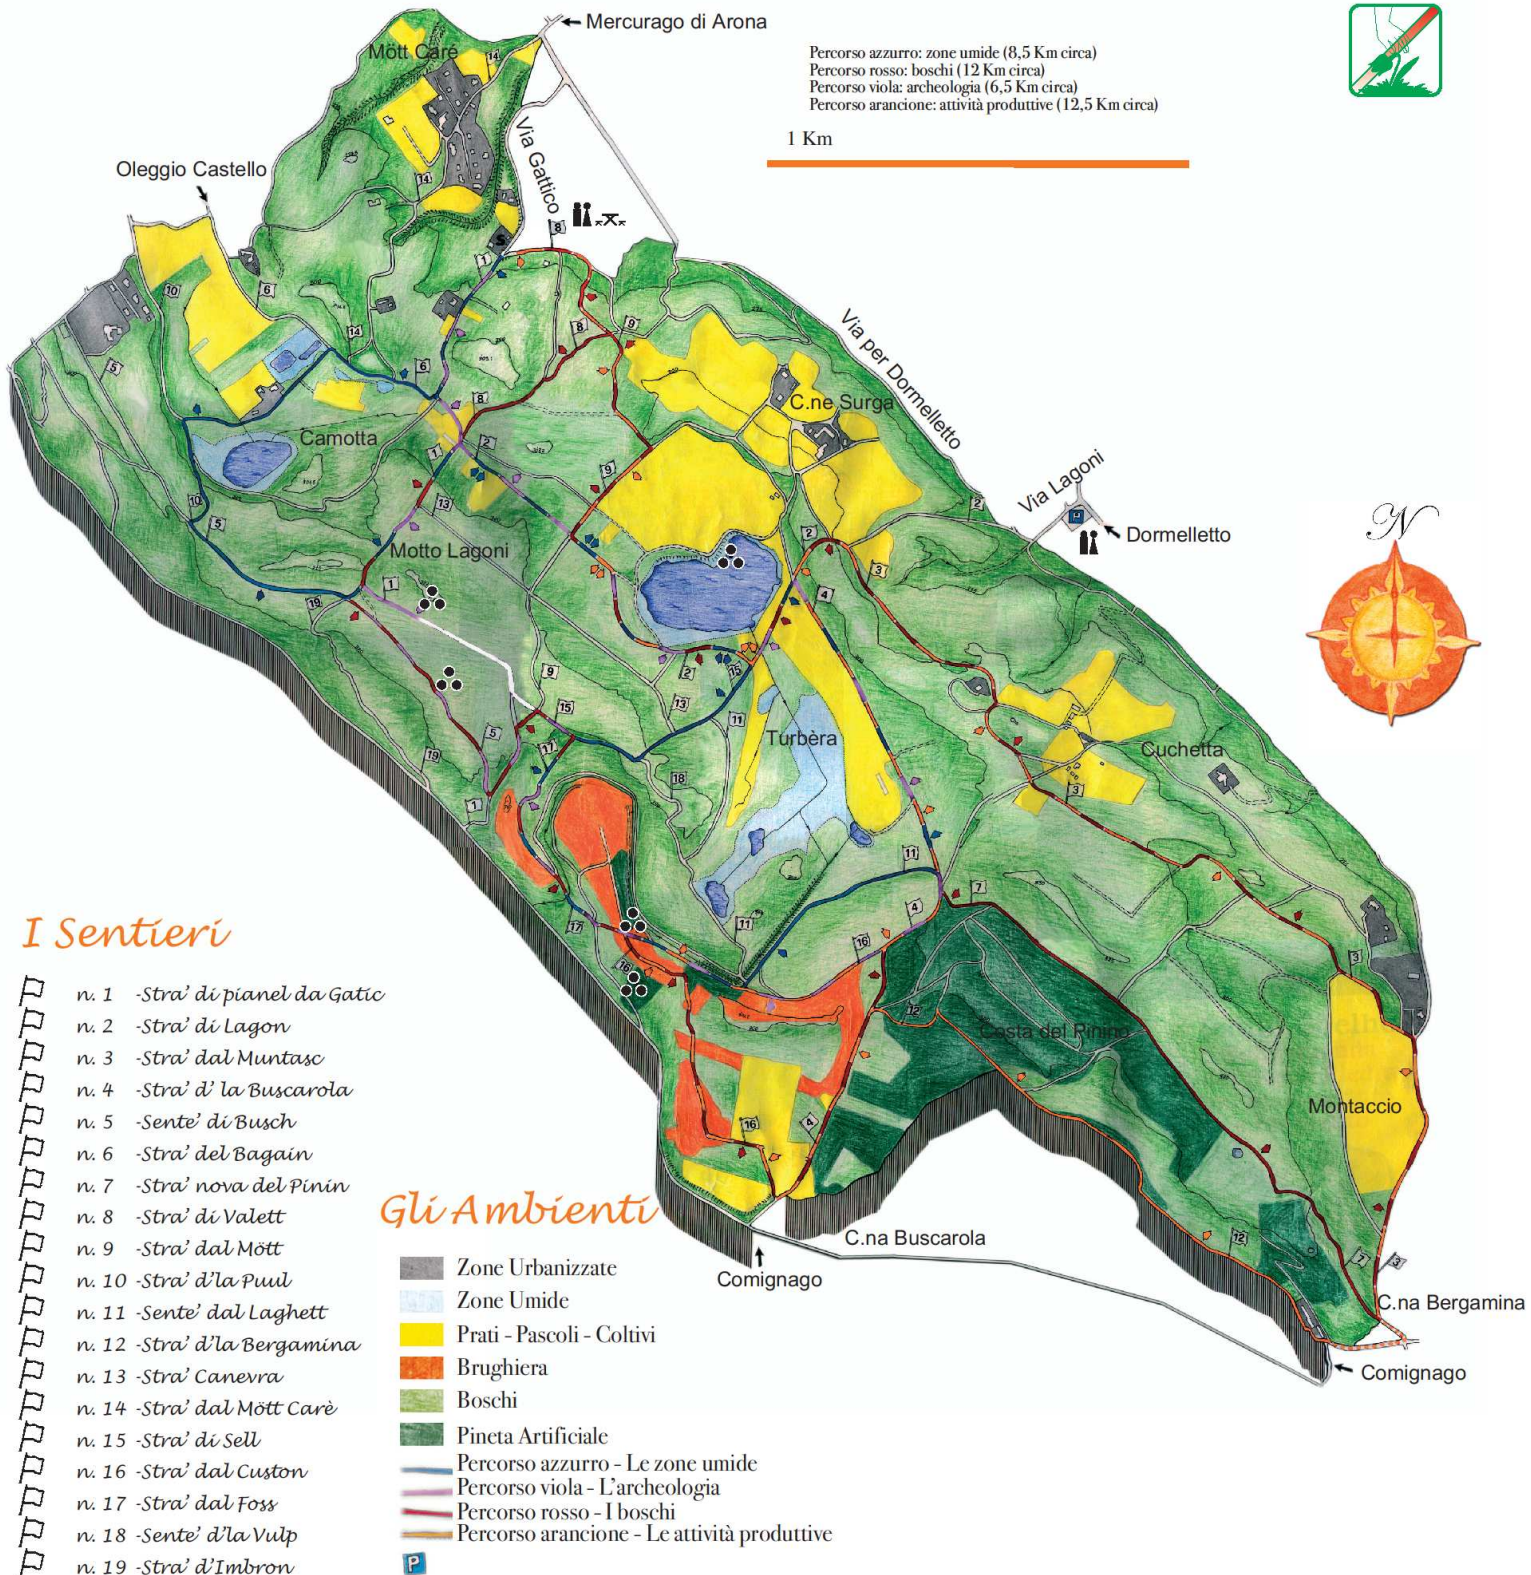 Mercurago di Arona
Percorso azzurro: zone umide (8,5 Km circa)
Percorso rosso: boschi (12 Km circa)
Percorso viola: archeologia (6,5 Km circa)
Percorso arancione: attività produttive (12,5 Km circa)
1 Km
Mött Caré
Oleggio Castello
Via Gattico
S
Via per Dormelletto
C.ne Surga
Camotta
Via Lagoni
Dormelletto
N
Motto Lagoni
Turbèra
Cuchetta
Costa del Pinino
Montaccio
C.na Buscarola
Comignago
C.na Bergamina
Comignago
I Sentieri
n. 1 -Stra' di pianel da Gatic
n. 2 -Stra' di Lagon
n. 3 -Stra' dal Muntasc
n. 4 -Stra' d' la Buscarola
n. 5 -Sente' di Busch
n. 6 -Stra' del Bagain
n. 7 -Stra' nova del Pinin
n. 8 -Stra' di Valett
n. 9 -Stra' dal Mött
n. 10 -Stra' d'la Puul
n. 11 -Sente' dal Laghett
n. 12 -Stra' d'la Bergamina
n. 13 -Stra' Canevra
n. 14 -Stra' dal Mött Carè
n. 15 -Stra' di Sell
n. 16 -Stra' dal Custon
n. 17 -Stra' dal Foss
n. 18 -Sente' d'la Vulp
n. 19 -Stra' d'Imbron
Gli Ambienti
Zone Urbanizzate
Zone Umide
Prati - Pascoli - Coltivi
Brughiera
Boschi
Pineta Artificiale
Percorso azzurro - Le zone umide
Percorso viola - L'archeologia
Percorso rosso - I boschi
Percorso arancione - Le attività produttive
P